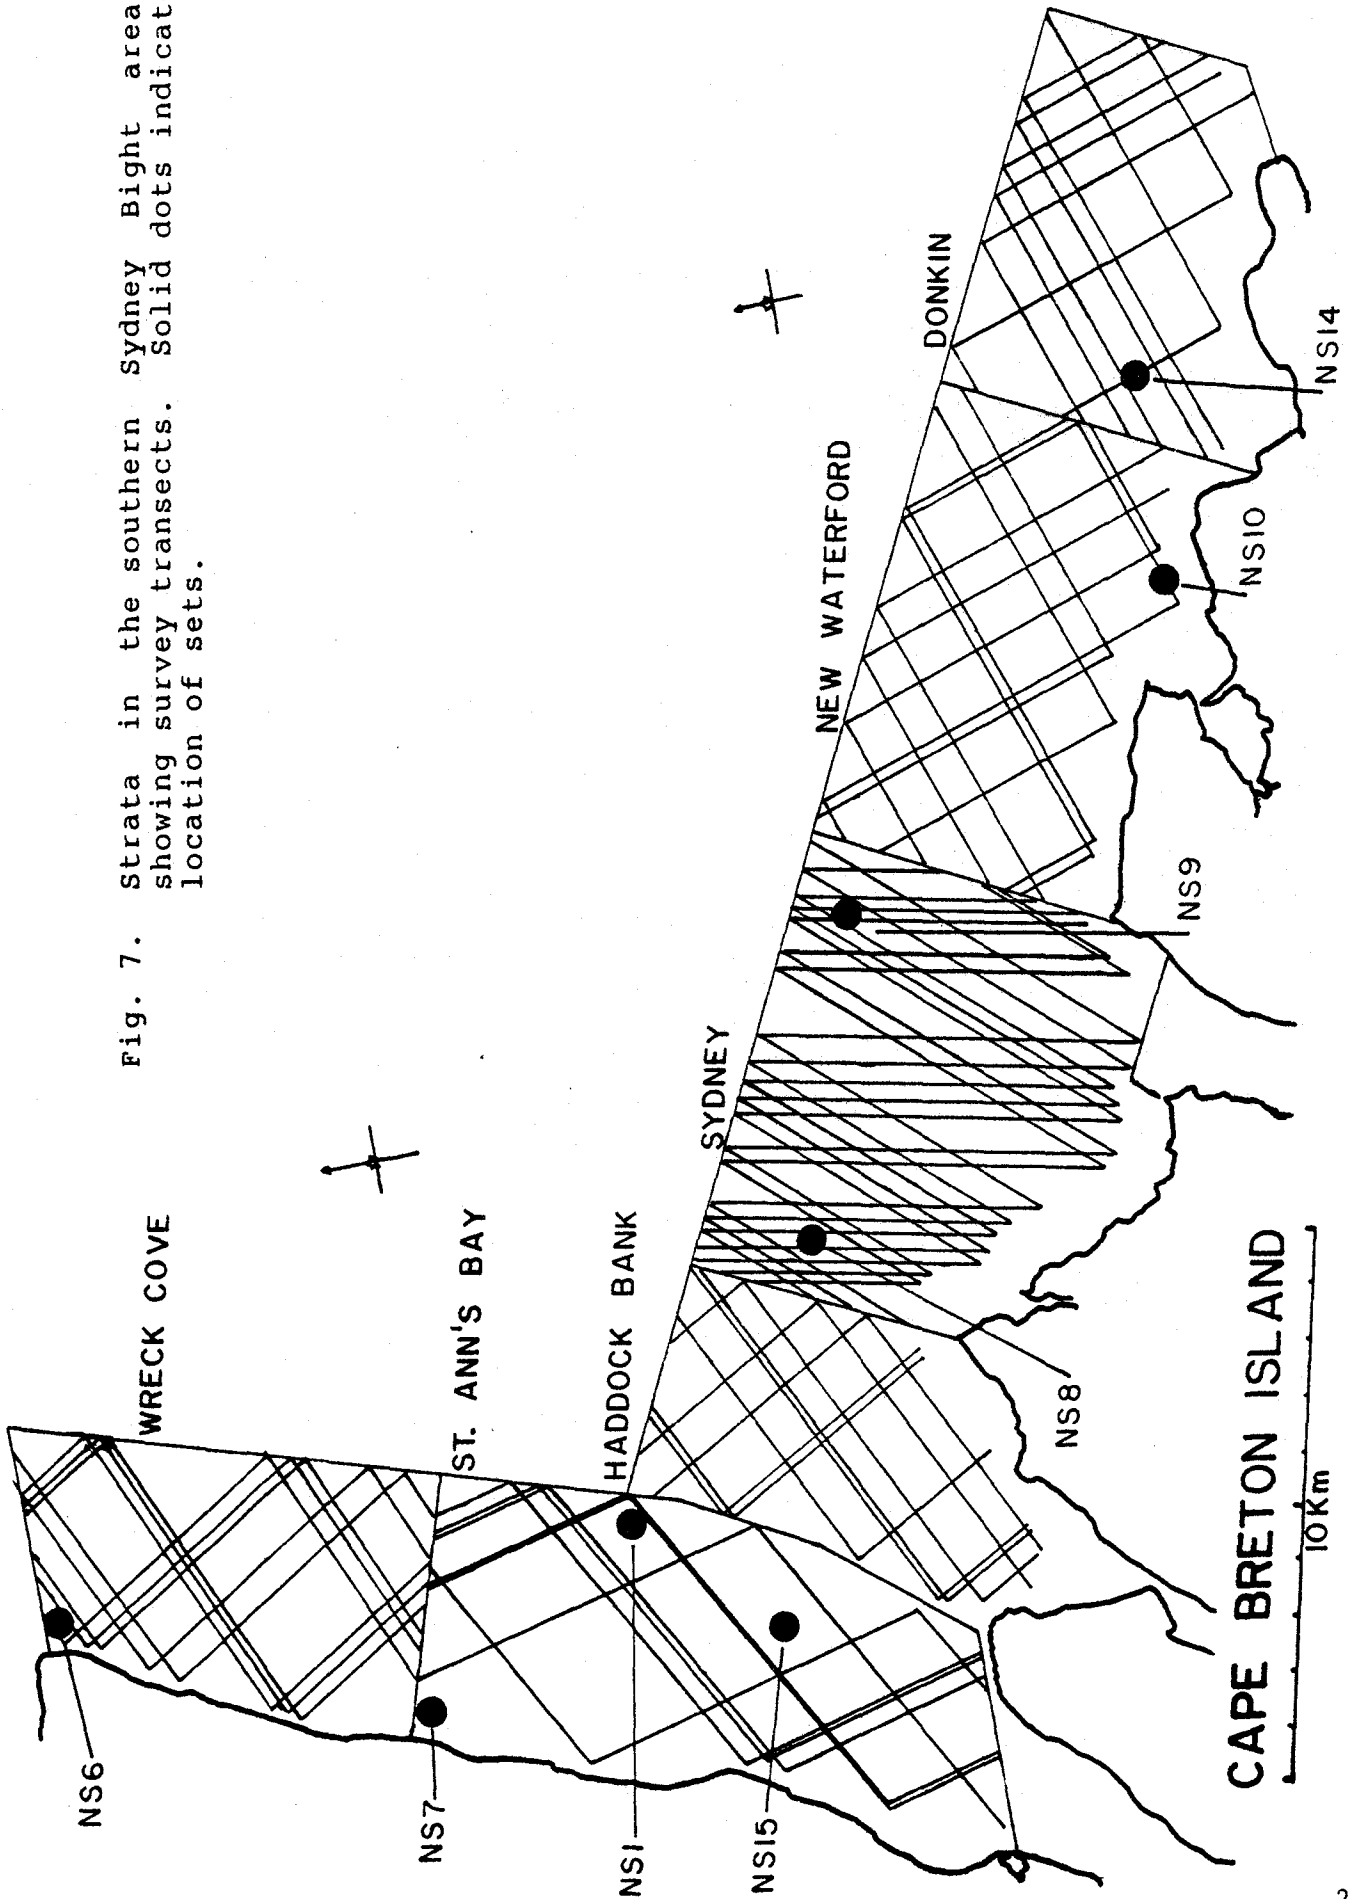 Fig. 7. Strata in the southern Sydney Bight area
showing survey transects. Solid dots indicat
location of sets.
WRECK COVE
ST. ANN'S BAY
HADDOCK BANK
SYDNEY
NEW WATERFORD
DONKIN
NS6
NS7
NS1
NS15
NS8
NS9
NS10
NS14
CAPE BRETON ISLAND
10Km